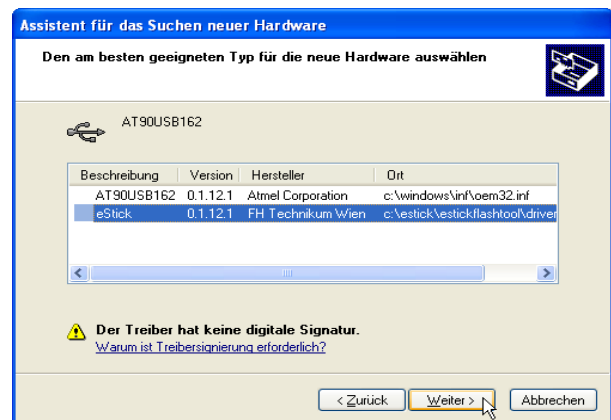 Assistent für das Suchen neuer Hardware
Den am besten geeigneten Typ für die neue Hardware auswählen
AT90USB162
Beschreibung Version Hersteller Ort
AT90USB162 0.1.12.1 Atmel Corporation c:\windows\inf\oem32.inf
eStick 0.1.12.1 FH Technikum Wien c:\estick\estickflashtool\driver
Der Treiber hat keine digitale Signatur.
Warum ist Treibersignierung erforderlich?
< Zurück Weiter > Abbrechen